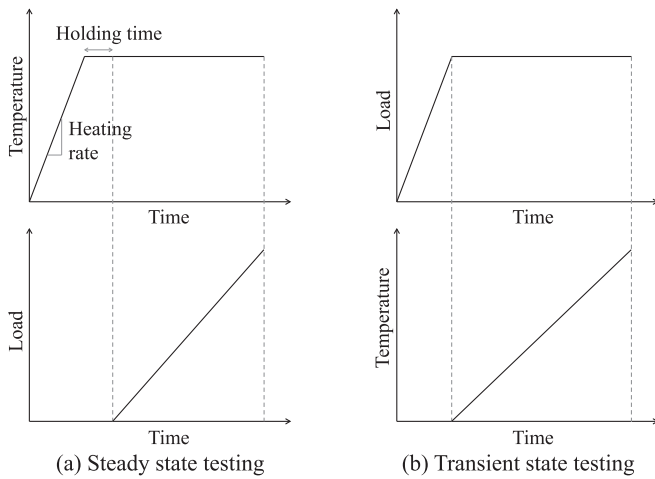 Holding time
Temperature
Heating
rate
Time
Load
Time
(a) Steady state testing
Load
Time
Temperature
Time
(b) Transient state testing